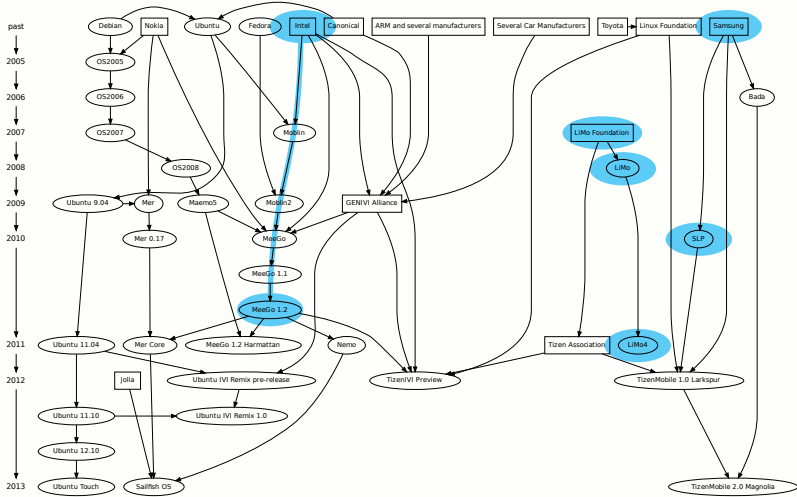 past Debian Nokia Ubuntu Fedora Intel Canonical ARM and several manufacturers Several Car Manufacturers Toyota Linux Foundation Samsung
2005 OS2005
2006 OS2006 Bada
2007 OS2007 Moblin LiMo Foundation
2008 OS2008 LiMo
2009 Ubuntu 9.04 Mer Maemo5 Moblin2 GENIVI Alliance
2010 Mer 0.17 MeeGo SLP
MeeGo 1.1
MeeGo 1.2
2011 Ubuntu 11.04 Mer Core MeeGo 1.2 Harmattan Nemo Tizen Association LiMo4
2012 Jolla Ubuntu IVI Remix pre-release TizenIVI Preview TizenMobile 1.0 Larkspur
Ubuntu 11.10 Ubuntu IVI Remix 1.0
Ubuntu 12.10
2013 Ubuntu Touch Sailfish OS TizenMobile 2.0 Magnolia